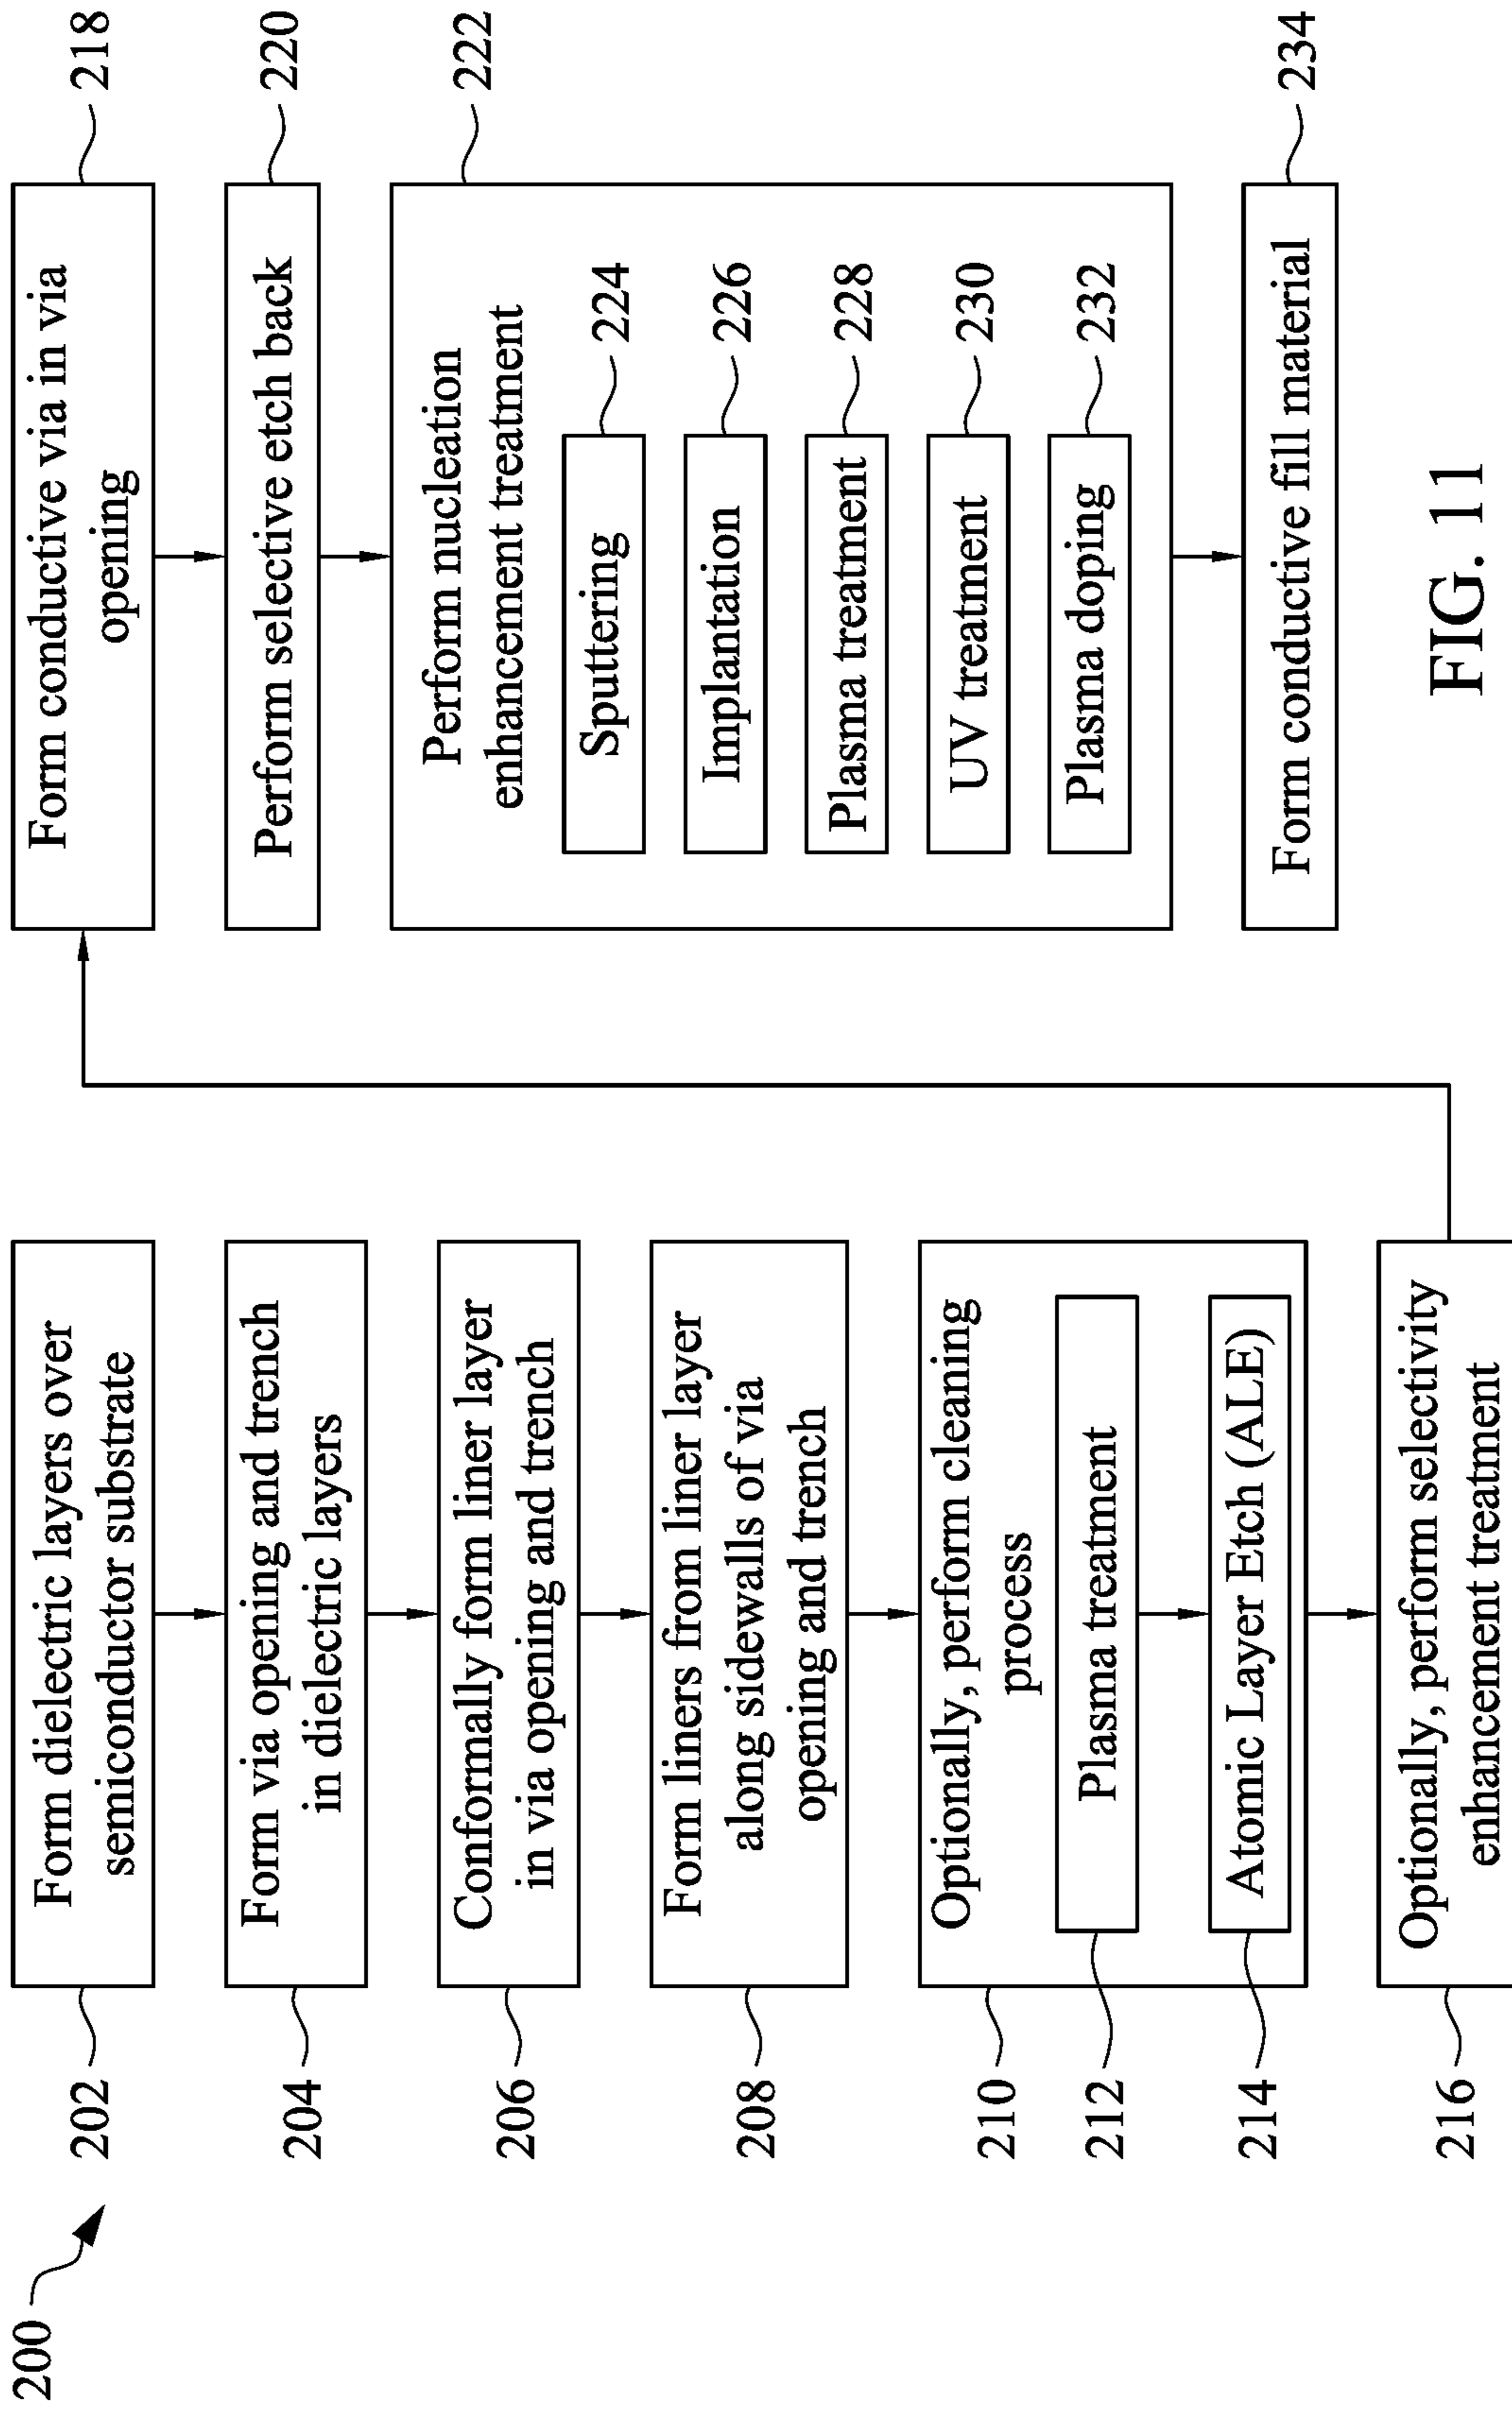 200
202
Form dielectric layers over
semiconductor substrate
204
Form via opening and trench
in dielectric layers
206
Conformally form liner layer
in via opening and trench
208
Form liners from liner layer
along sidewalls of via
opening and trench
210
Optionally, perform cleaning
process
212
Plasma treatment
214
Atomic Layer Etch (ALE)
216
Optionally, perform selectivity
enhancement treatment
Form conductive via in via
opening
218
Perform selective etch back
220
222
Perform nucleation
enhancement treatment
Sputtering
224
Implantation
226
Plasma treatment
228
UV treatment
230
Plasma doping
232
Form conductive fill material
234
FIG. 11